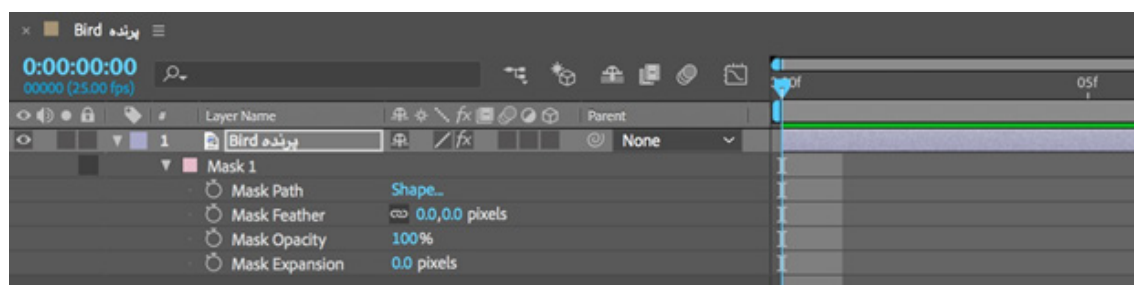 × Bird پرنده ≡
0:00:00:00
00000 (25.00 fps)
05f
# Layer Name fx Parent
1 Bird پرنده fx None
Mask 1
Mask Path Shape...
Mask Feather 0.0,0.0 pixels
Mask Opacity 100%
Mask Expansion 0.0 pixels